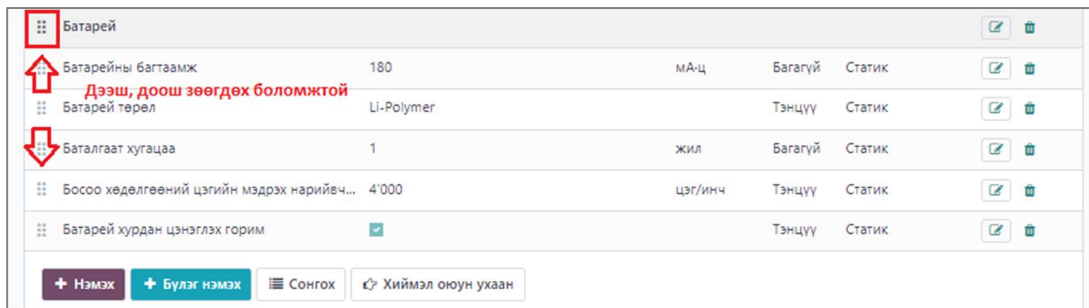 Батарей
Батарейны багтаамж 180 мА·ц Багагүй Статик
Дээш, доош зөөгдөх боломжтой
Батарей төрөл Li-Polymer Тэнцүү Статик
Баталгаат хугацаа 1 жил Багагүй Статик
Босоо хөдөлгөөний цэгийн мэдрэх нарийвч... 4'000 цэг/инч Тэнцүү Статик
Батарей хурдан цэнэглэх горим Тэнцүү Статик
+ Нэмэх + Бүлэг нэмэх Сонгох Хиймэл оюун ухаан